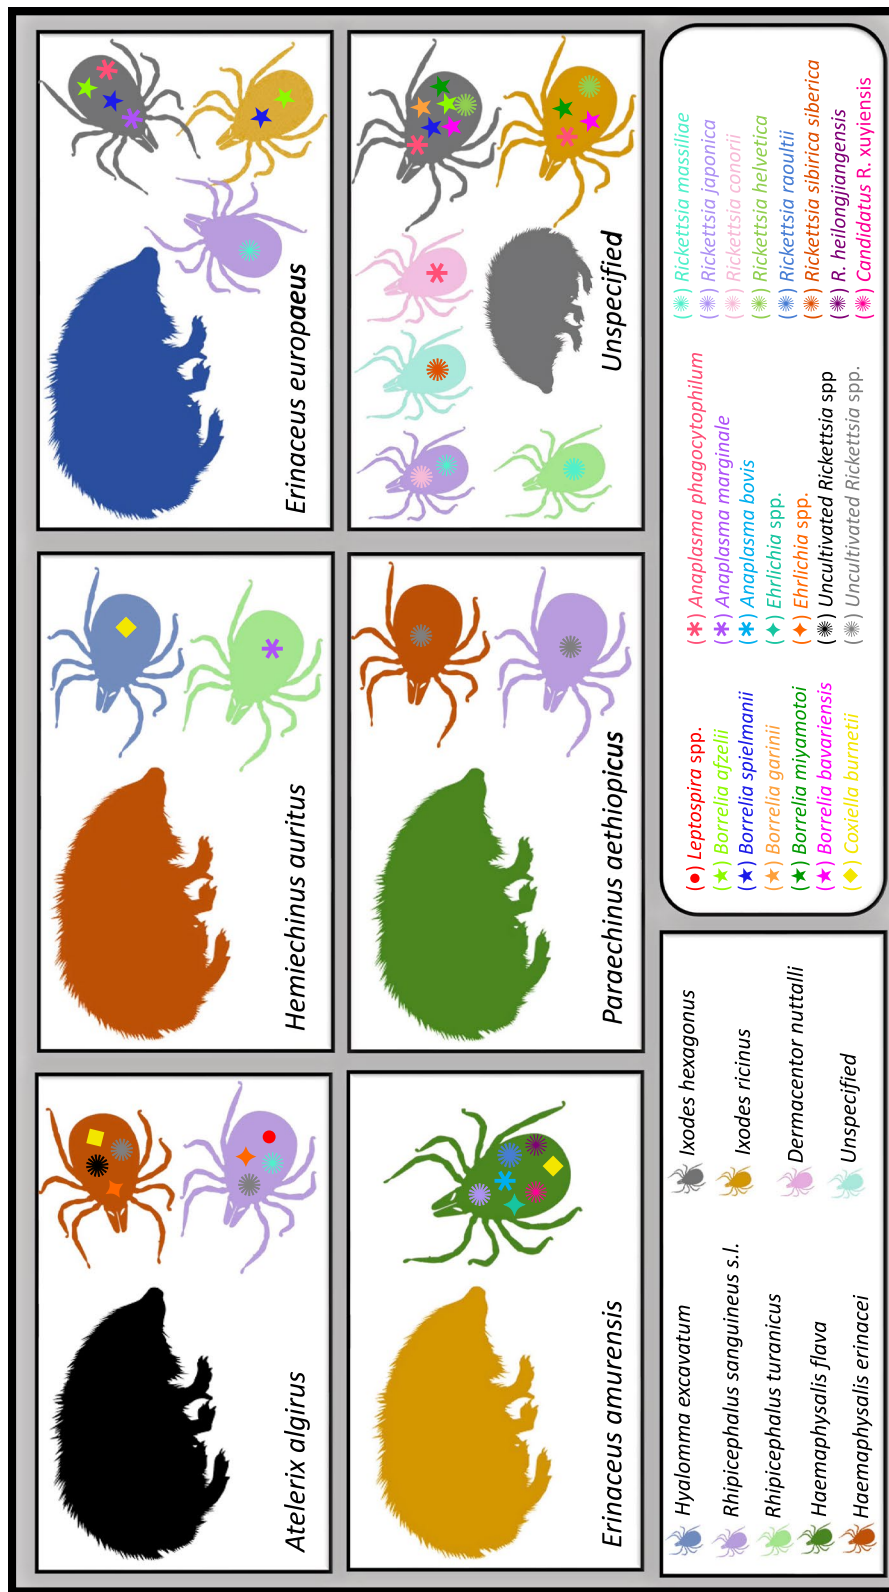 Atelerix algirus
Hemiechinus auritus
Erinaceus europaeus
Erinaceus amurensis
Paraechinus aethiopicus
Unspecified
Hyalomma excavatum
Rhipicephalus sanguineus s.l.
Rhipicephalus turanicus
Haemaphysalis flava
Haemaphysalis erinacei
Ixodes hexagonus
Ixodes ricinus
Dermacentor nuttalli
Unspecified
(●) Leptospira spp.
(★) Borrelia afzelii
(★) Borrelia spielmanii
(★) Borrelia garinii
(★) Borrelia miyamotoi
(★) Borrelia bavariensis
(◆) Coxiella burnetii
(*) Anaplasma phagocytophilum
(*) Anaplasma marginale
(*) Anaplasma bovis
(✦) Ehrlichia spp.
(✦) Ehrlichia spp.
(✺) Uncultivated Rickettsia spp
(✺) Uncultivated Rickettsia spp.
(✺) Rickettsia massiliae
(✺) Rickettsia japonica
(✺) Rickettsia conorii
(✺) Rickettsia helvetica
(✺) Rickettsia raoultii
(✺) Rickettsia sibirica siberica
(✺) R. heilongjiangensis
(✺) Candidatus R. xuyiensis